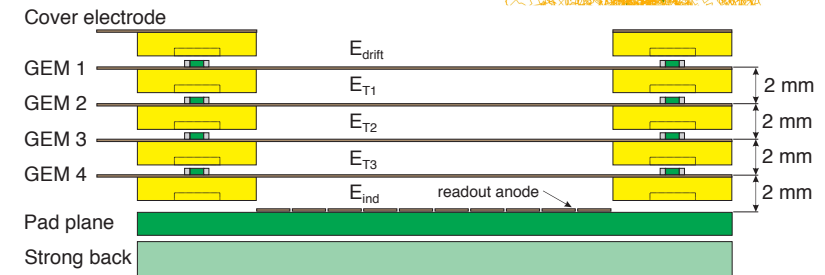 Cover electrode
E_drift
GEM 1
E_T1
2 mm
GEM 2
E_T2
2 mm
GEM 3
E_T3
2 mm
GEM 4
E_ind
readout anode
2 mm
Pad plane
Strong back